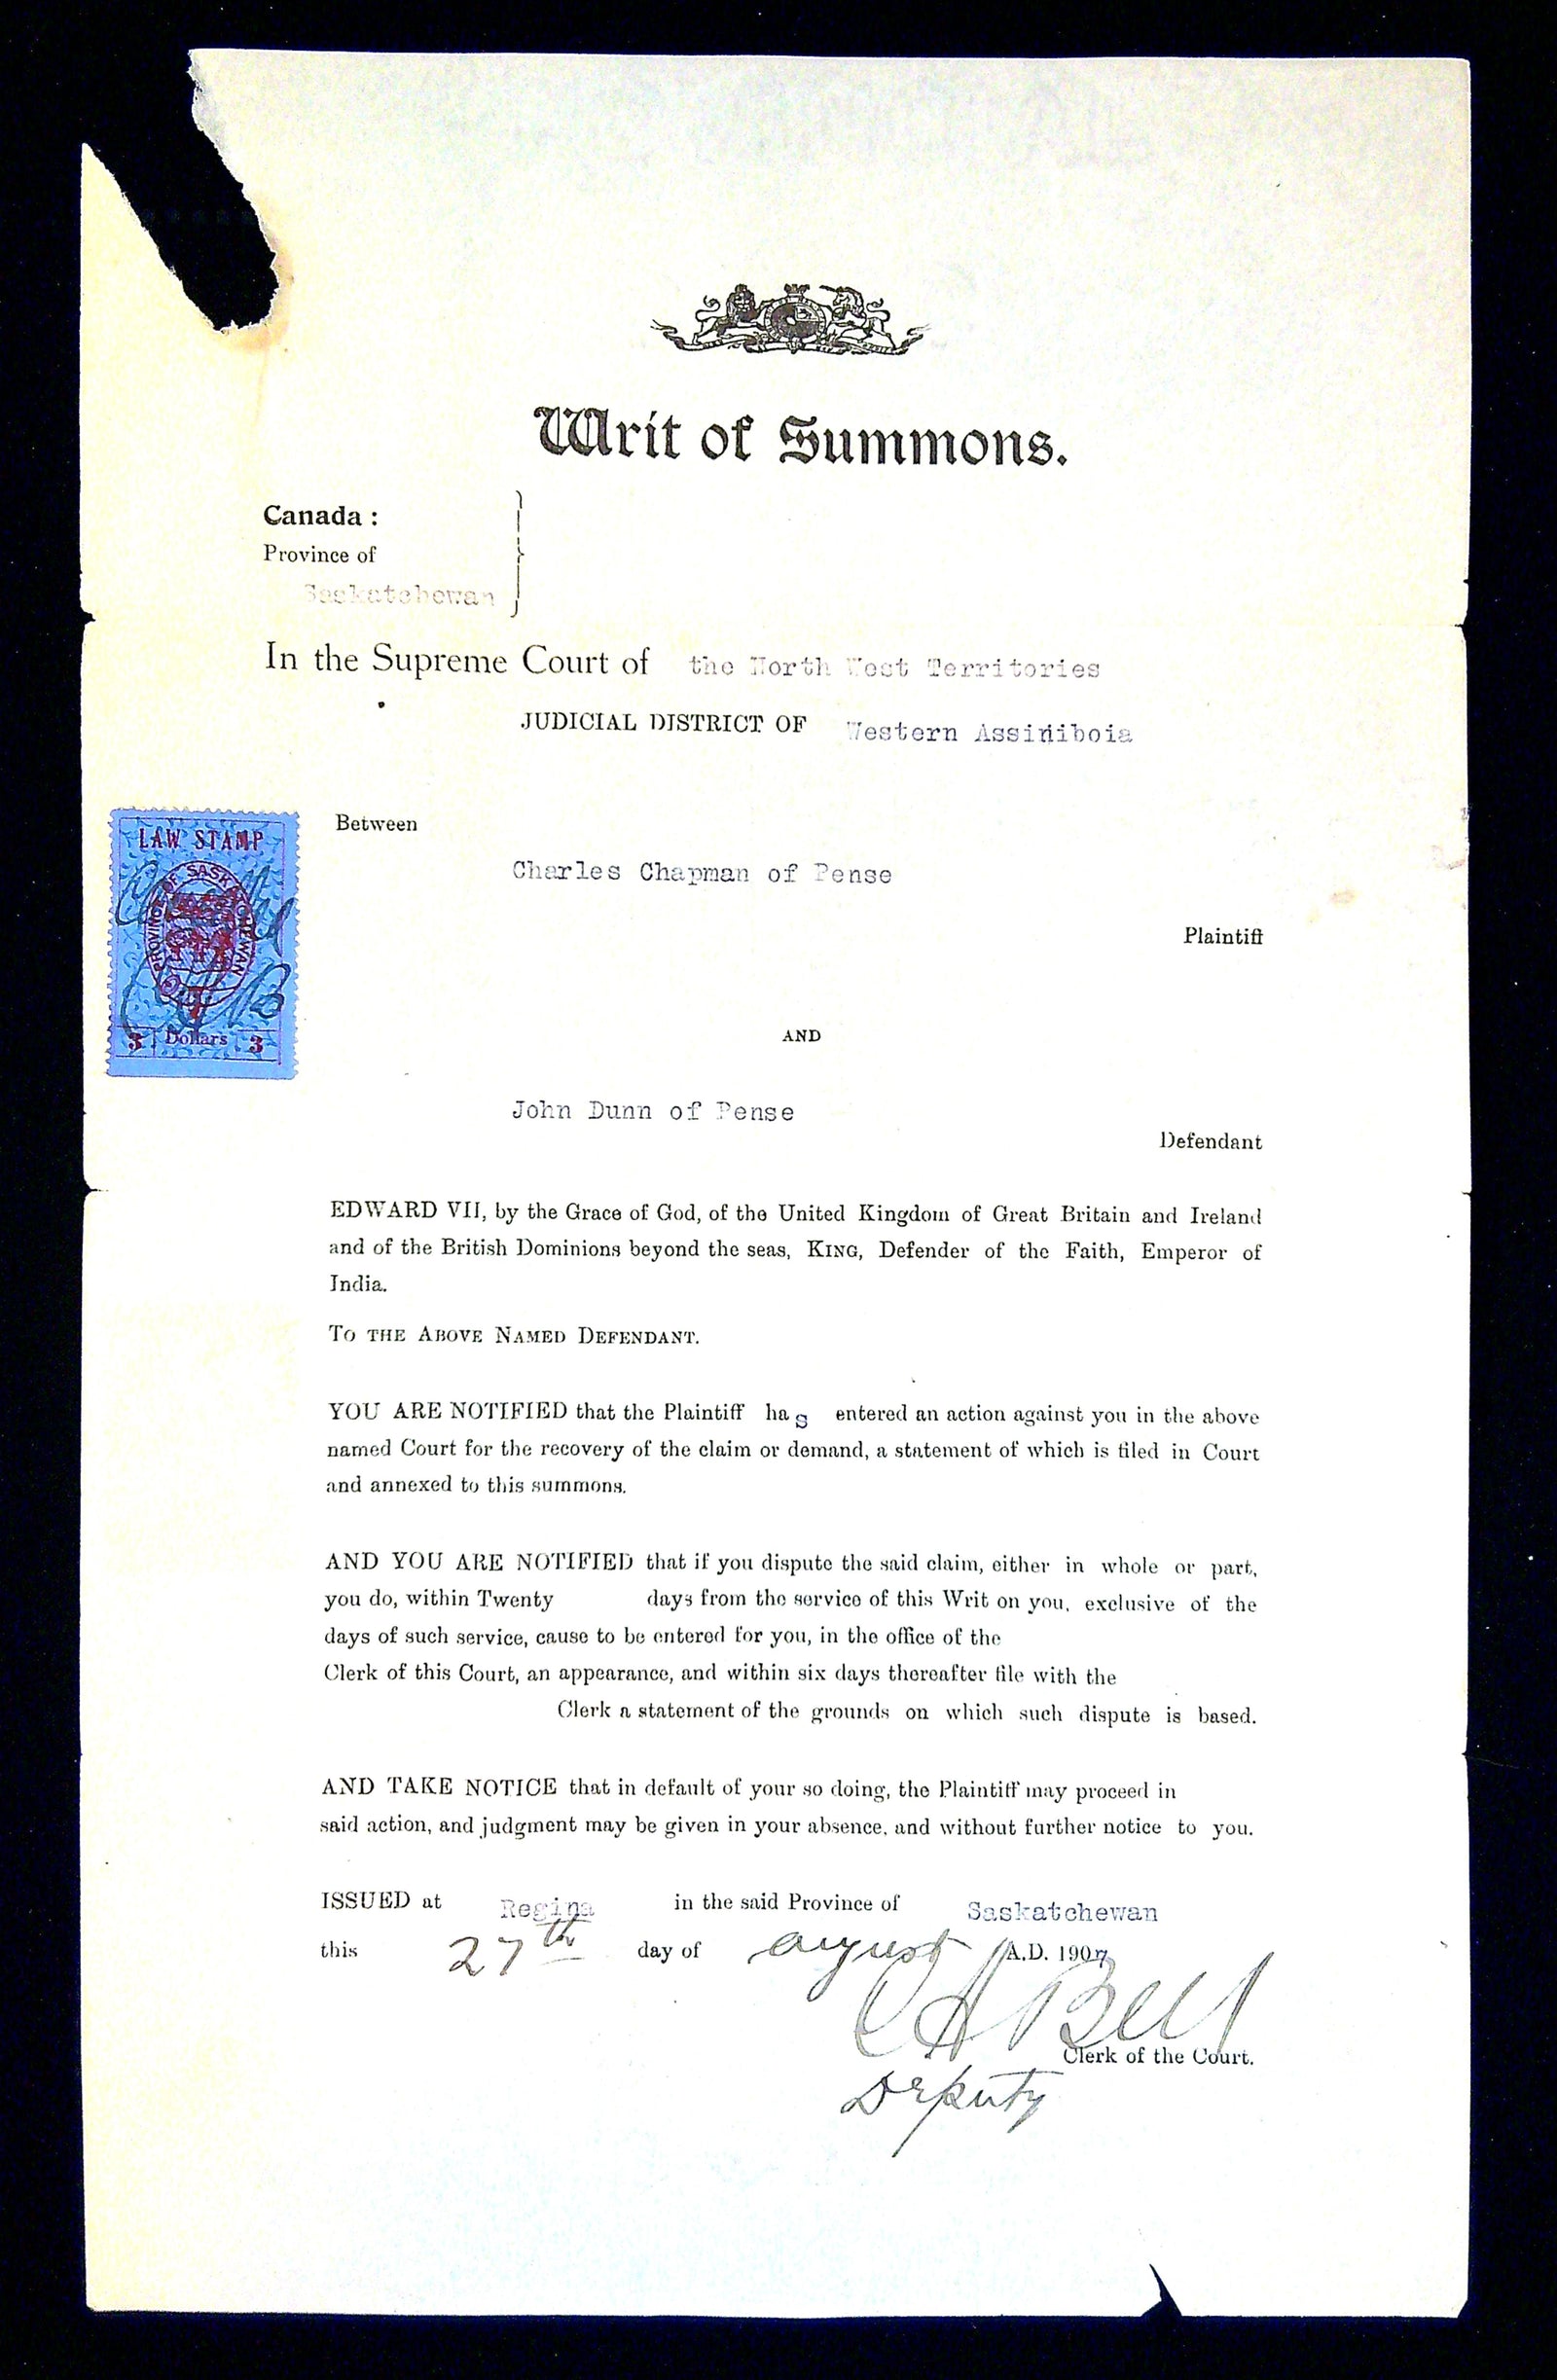 Writ of Summons.
Canada :
Province of
Saskatchewan
In the Supreme Court of the North West Territories
JUDICIAL DISTRICT OF Western Assiniboia
LAW STAMP
PROVINCE OF SASKATCHEWAN
3 Dollars 3
Between
Charles Chapman of Pense
Plaintiff
AND
John Dunn of Pense
Defendant
EDWARD VII, by the Grace of God, of the United Kingdom of Great Britain and Ireland
and of the British Dominions beyond the seas, KING, Defender of the Faith, Emperor of
India.
TO THE ABOVE NAMED DEFENDANT.
YOU ARE NOTIFIED that the Plaintiff has entered an action against you in the above
named Court for the recovery of the claim or demand, a statement of which is filed in Court
and annexed to this summons.
AND YOU ARE NOTIFIED that if you dispute the said claim, either in whole or part,
you do, within Twenty days from the service of this Writ on you, exclusive of the
days of such service, cause to be entered for you, in the office of the
Clerk of this Court, an appearance, and within six days thereafter file with the
Clerk a statement of the grounds on which such dispute is based.
AND TAKE NOTICE that in default of your so doing, the Plaintiff may proceed in
said action, and judgment may be given in your absence, and without further notice to you.
ISSUED at Regina in the said Province of Saskatchewan
this 27th day of august A.D. 1907
C H Bell
Clerk of the Court.
Deputy